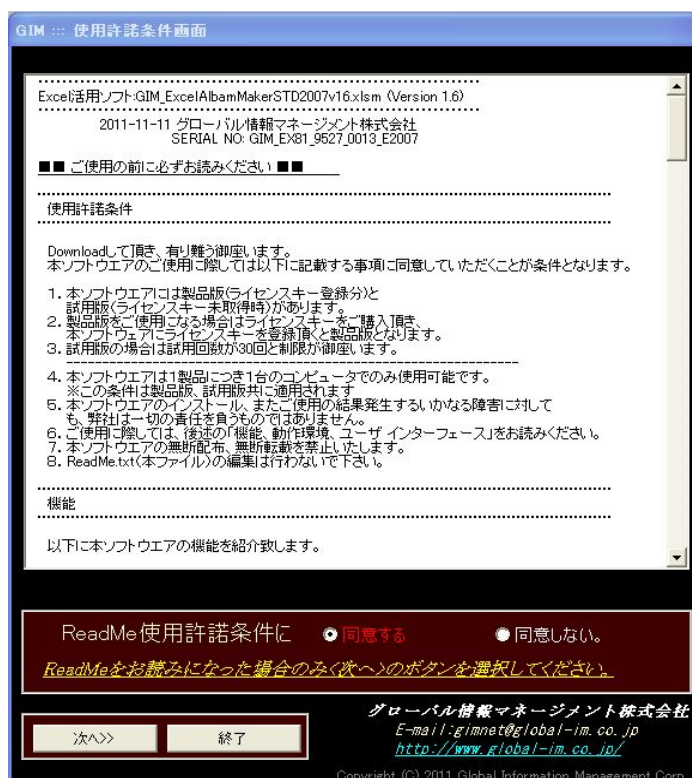 GIM ::: 使用許諾条件画面
Excel活用ソフト:GIM_ExcelAlbamMakerSTD2007v16.xlsm (Version 1.6)
2011-11-11 グローバル情報マネージメント株式会社
SERIAL NO: GIM_EX81_9527_0013_E2007
■■ ご使用の前に必ずお読みください ■■
使用許諾条件
Downloadして頂き、有り難う御座います。
本ソフトウエアのご使用に際しては以下に記載する事項に同意していただくことが条件となります。
1. 本ソフトウエアには製品版(ライセンスキー登録分)と
試用版(ライセンスキー未取得時)があります。
2. 製品版をご使用になる場合はライセンスキーをご購入頂き、
本ソフトウェアにライセンスキーを登録頂くと製品版となります。
3. 試用版の場合は試用回数が30回と制限が御座います。
4. 本ソフトウエアは1製品につき1台のコンピュータでのみ使用可能です。
※この条件は製品版、試用版共に適用されます
5. 本ソフトウエアのインストール、またご使用の結果発生するいかなる障害に対して
も、弊社は一切の責任を負うものではありません。
6. ご使用に際しては、後述の「機能、動作環境、ユーザ インターフェース」をお読みください。
7. 本ソフトウエアの無断配布、無断転載を禁止いたします。
8. ReadMe.txt(本ファイル)の編集は行わないで下さい。
機能
以下に本ソフトウエアの機能を紹介致します。
ReadMe使用許諾条件に 同意する 同意しない。
ReadMeをお読みになった場合のみ<次へ>のボタンを選択してください。
次へ>> 終了
グローバル情報マネージメント株式会社
E-mail:gimnet@global-im.co.jp
http://www.global-im.co.jp/
Copyright (C) 2011 Global Information Management Corp.